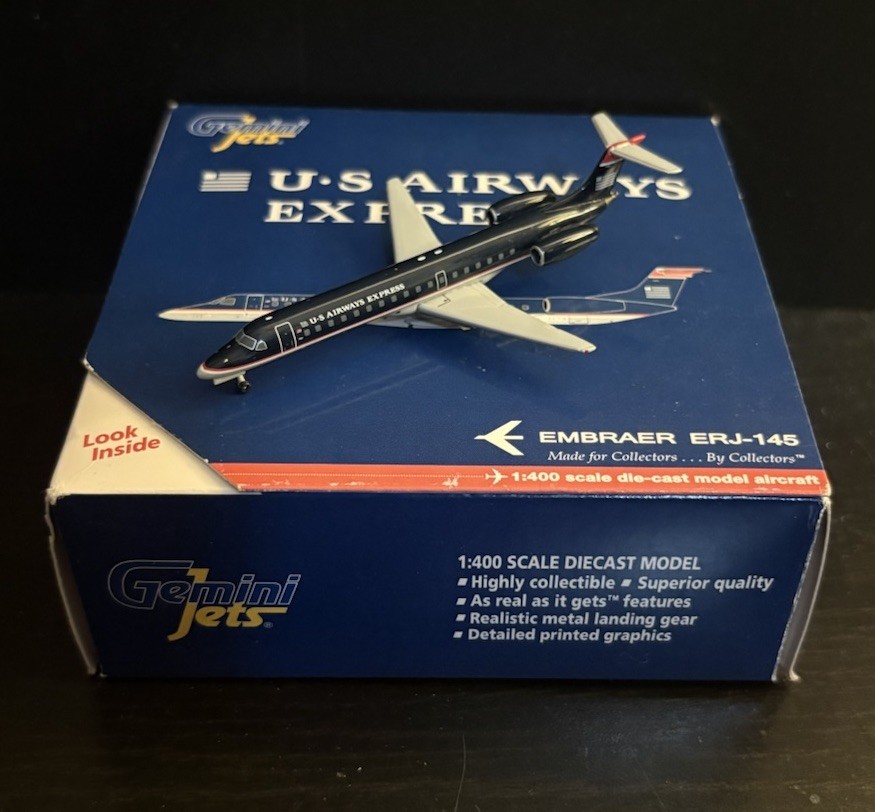 Gemini
Jets
U·S AIRWAYS
EXPRE
U·S
U·S AIRWAYS EXPRESS
EMBRAER ERJ-145
Made for Collectors . . . By Collectors™
Look
Inside
1:400 scale die-cast model aircraft
Gemini
Jets®
1:400 SCALE DIECAST MODEL
▪ Highly collectible ▪ Superior quality
▪ As real as it gets™ features
▪ Realistic metal landing gear
▪ Detailed printed graphics